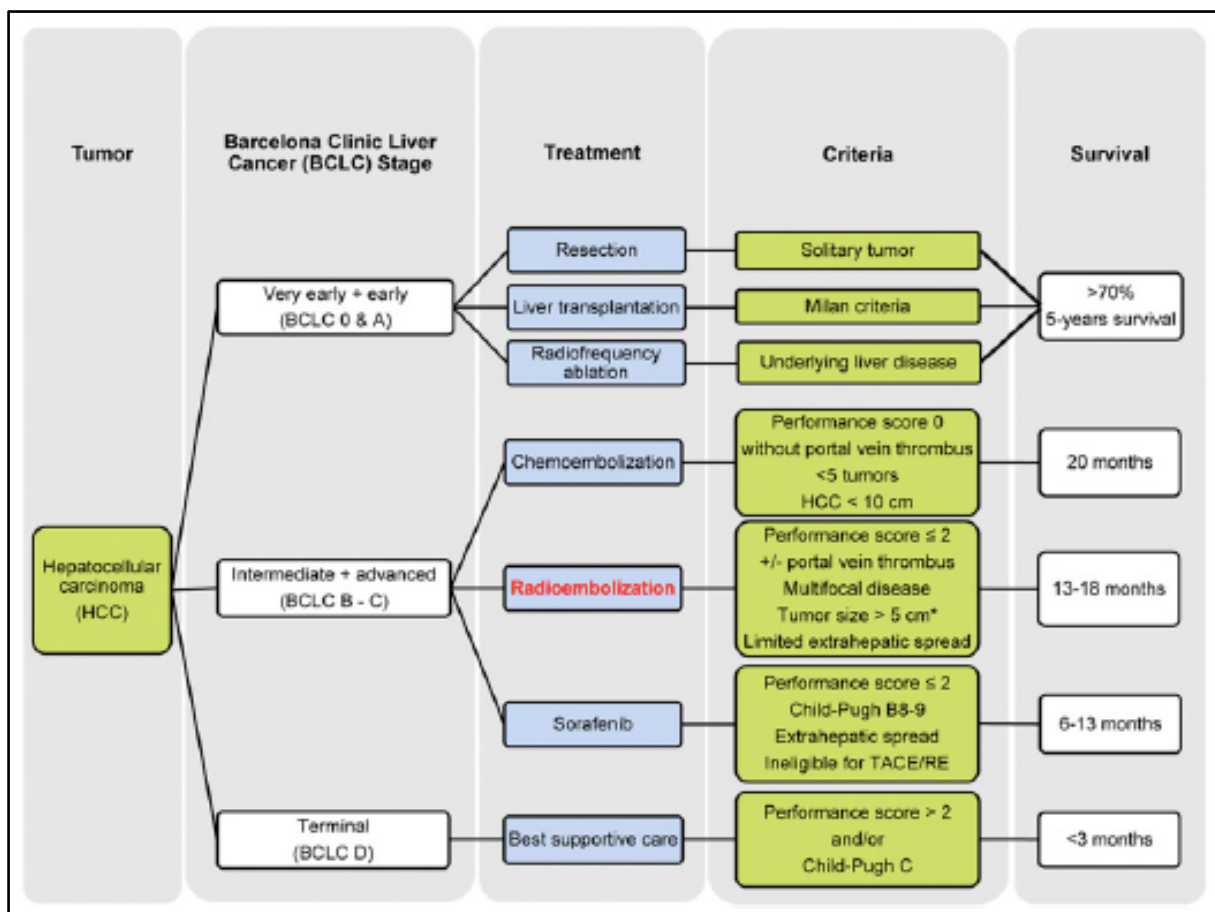 Tumor
Barcelona Clinic Liver
Cancer (BCLC) Stage
Treatment
Criteria
Survival
Hepatocellular
carcinoma
(HCC)
Very early + early
(BCLC 0 & A)
Resection
Solitary tumor
Liver transplantation
Milan criteria
Radiofrequency
ablation
Underlying liver disease
>70%
5-years survival
Intermediate + advanced
(BCLC B - C)
Chemoembolization
Performance score 0
without portal vein thrombus
<5 tumors
HCC < 10 cm
20 months
Radioembolization
Performance score ≤ 2
+/- portal vein thrombus
Multifocal disease
Tumor size > 5 cm*
Limited extrahepatic spread
13-18 months
Sorafenib
Performance score ≤ 2
Child-Pugh B8-9
Extrahepatic spread
Ineligible for TACE/RE
6-13 months
Terminal
(BCLC D)
Best supportive care
Performance score > 2
and/or
Child-Pugh C
<3 months